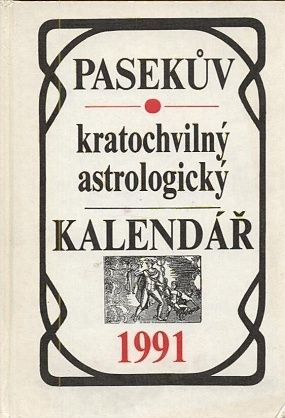 PASEKŮV
kratochvilný
astrologický
KALENDÁŘ
1991